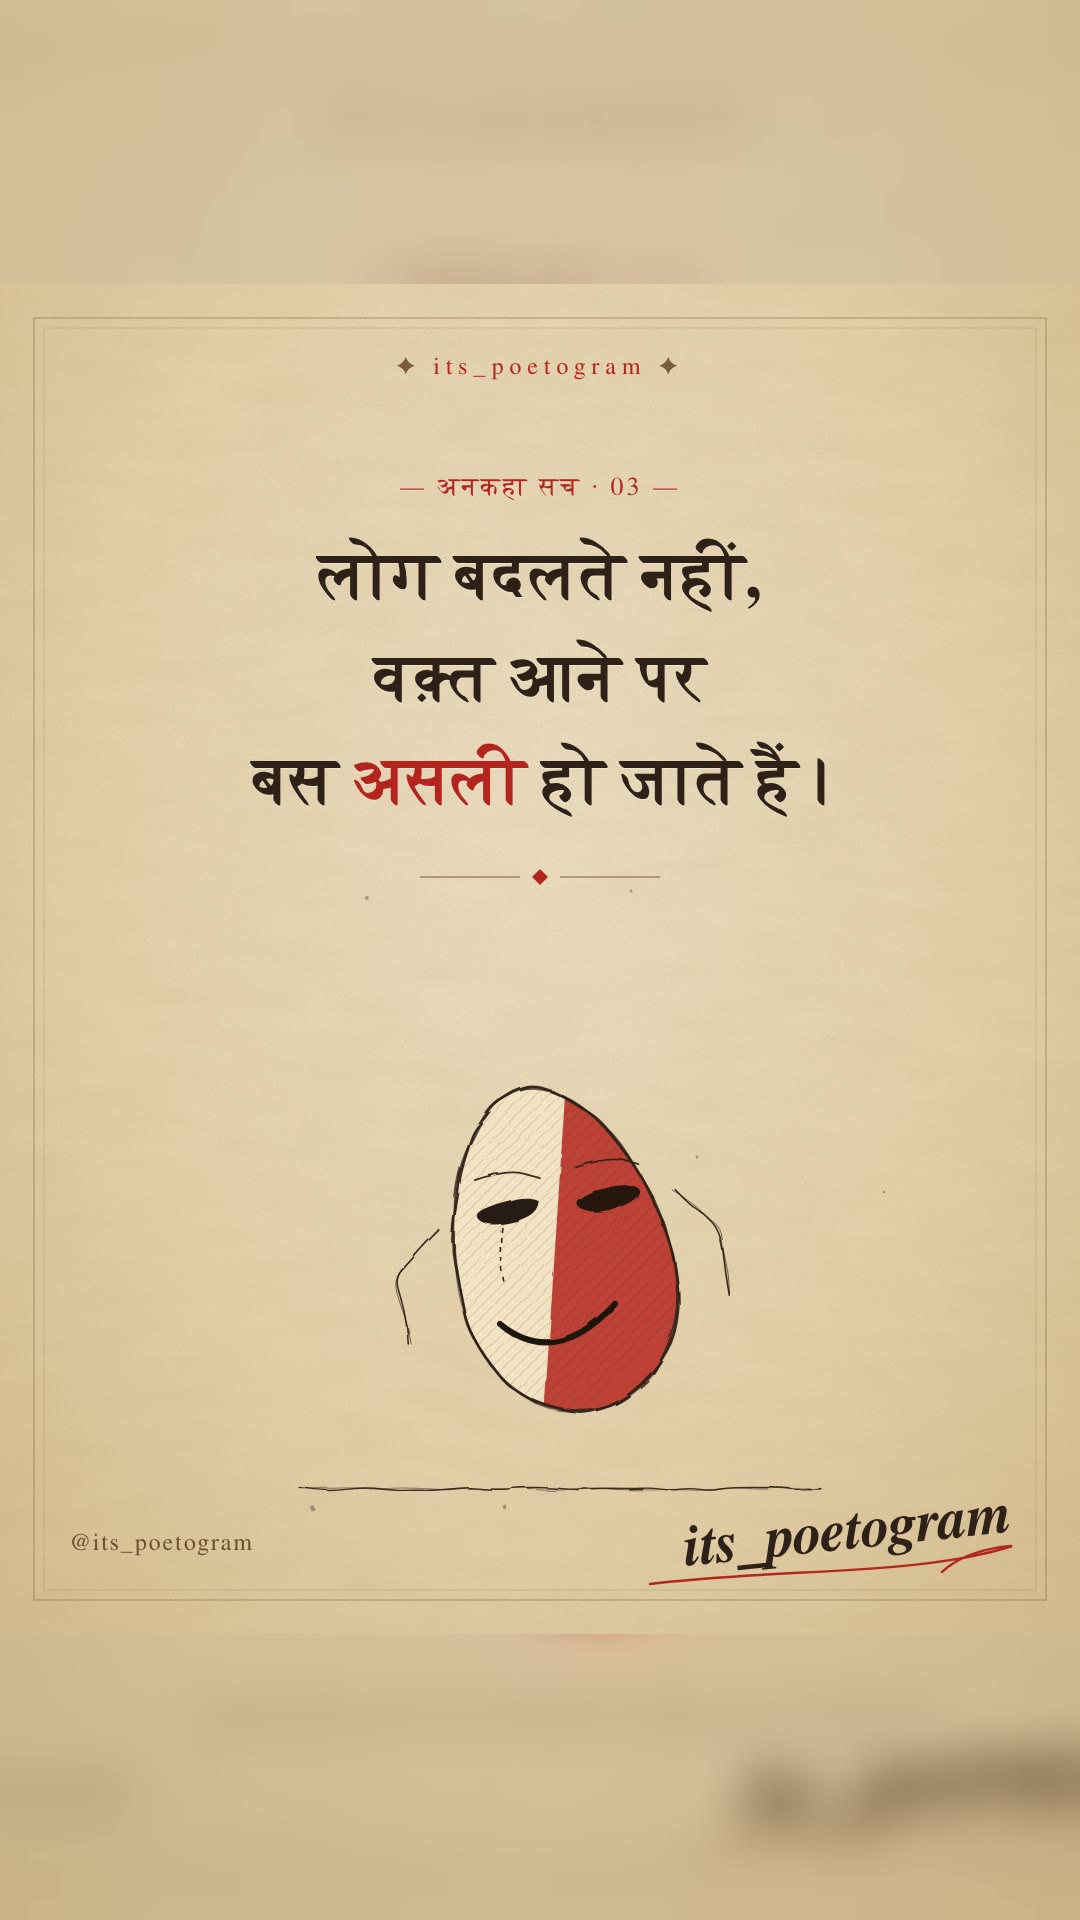 ✦ its_poetogram ✦
— अनकहा सच · 03 —
लोग बदलते नहीं,
वक़्त आने पर
बस असली हो जाते हैं।
@its_poetogram
its_poetogram